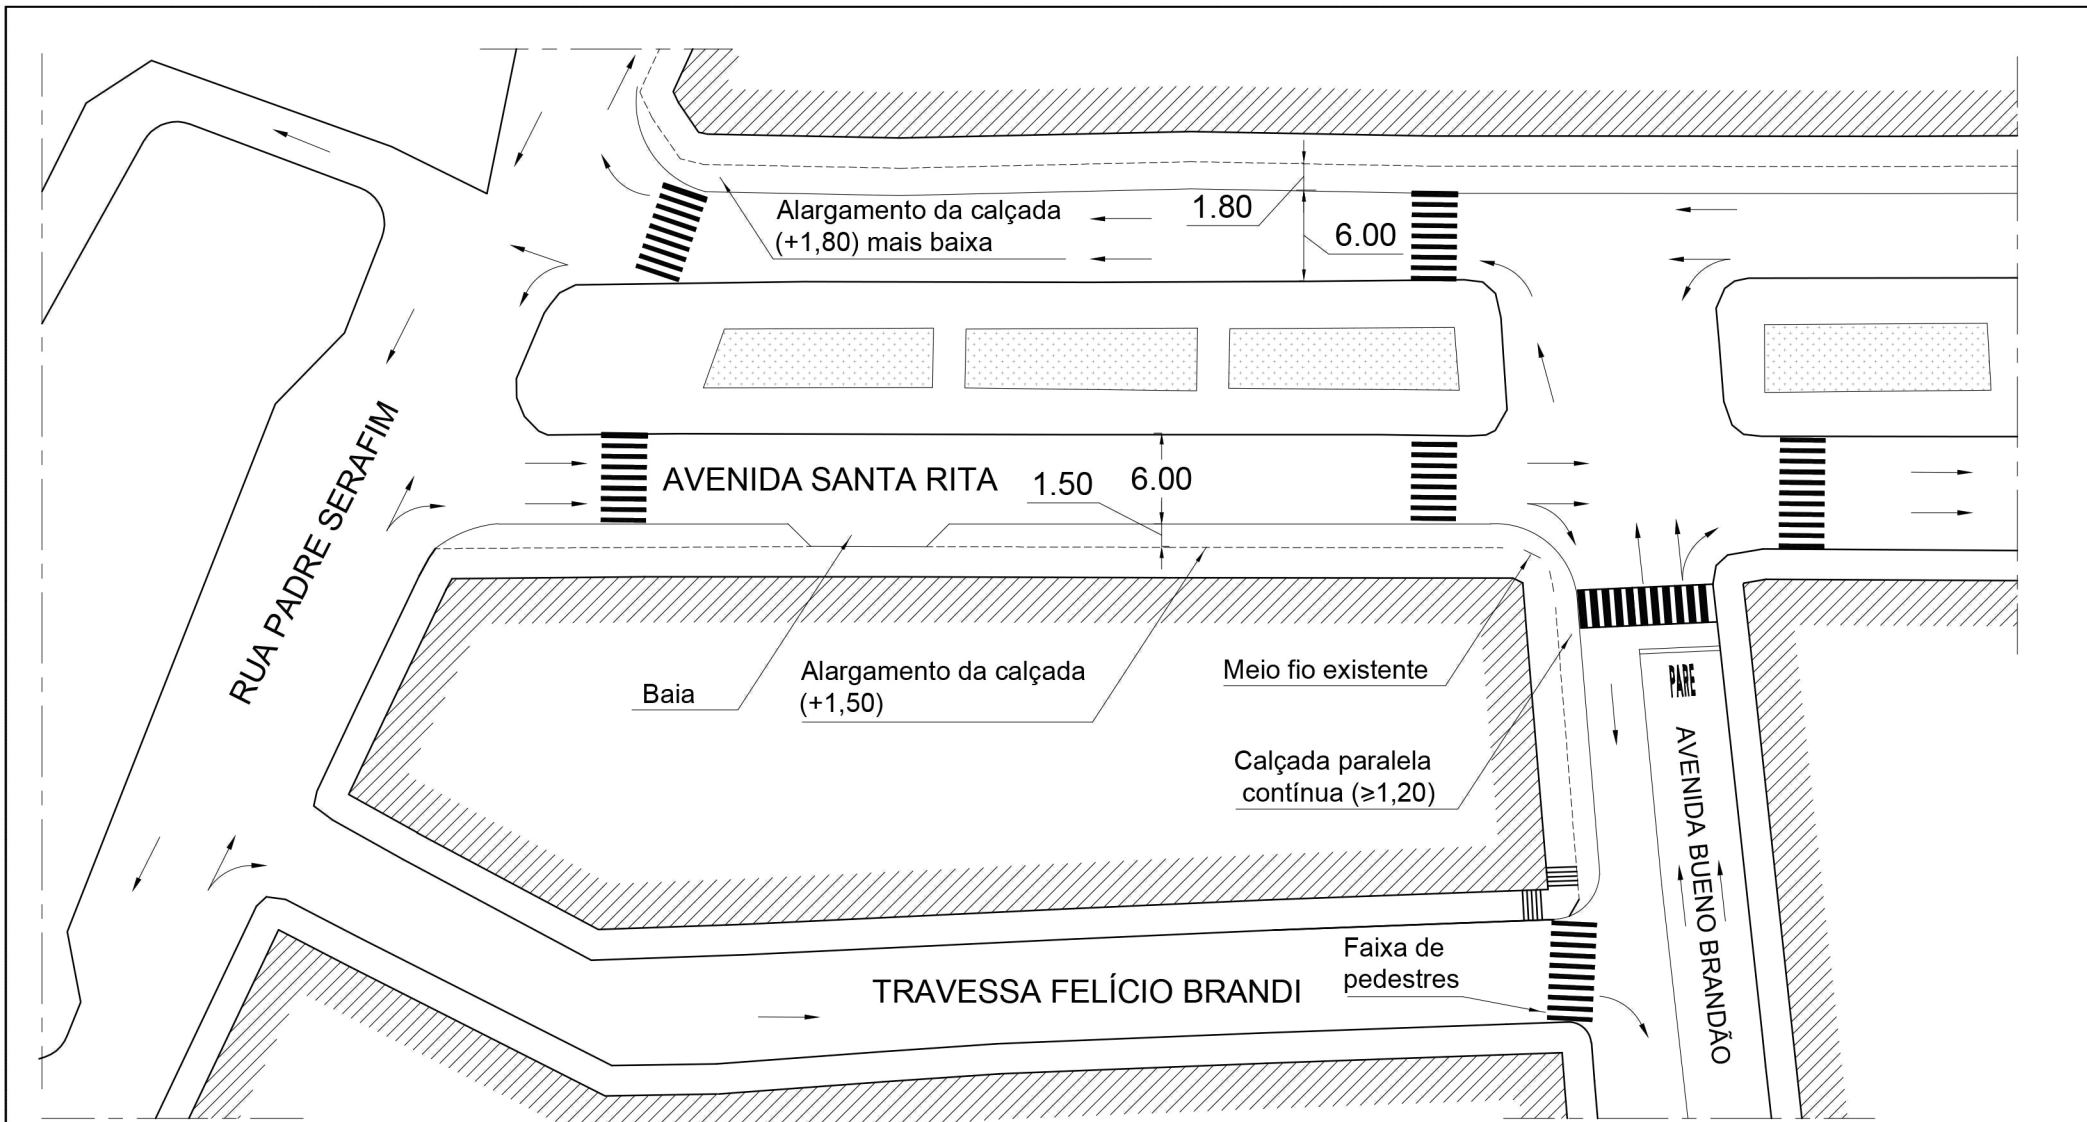 Alargamento da calçada
(+1,80) mais baixa
1.80
6.00
AVENIDA SANTA RITA
1.50
6.00
RUA PADRE SERAFIM
Baia
Alargamento da calçada
(+1,50)
Meio fio existente
PARE
Calçada paralela
contínua (≥1,20)
AVENIDA BUENO BRANDÃO
Faixa de
pedestres
TRAVESSA FELÍCIO BRANDI